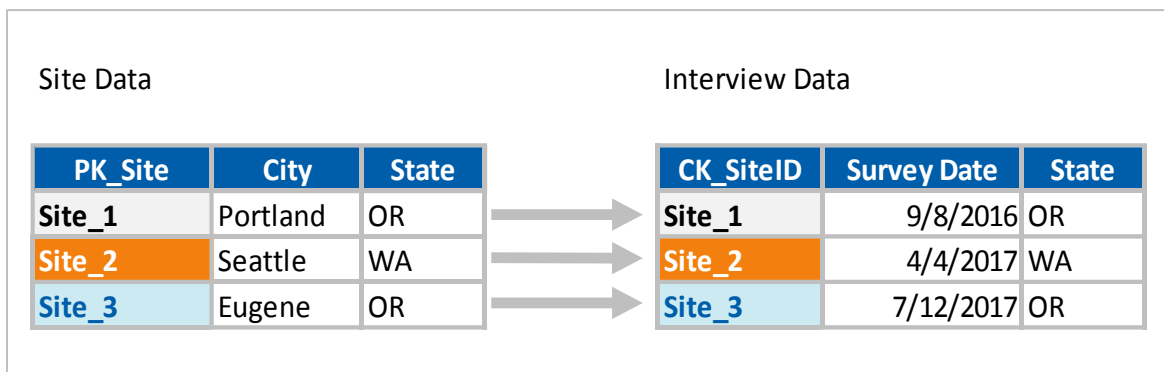 Site Data
Interview Data
PK_Site City State
CK_SiteID Survey Date State
Site_1 Portland OR
Site_1 9/8/2016 OR
Site_2 Seattle WA
Site_2 4/4/2017 WA
Site_3 Eugene OR
Site_3 7/12/2017 OR